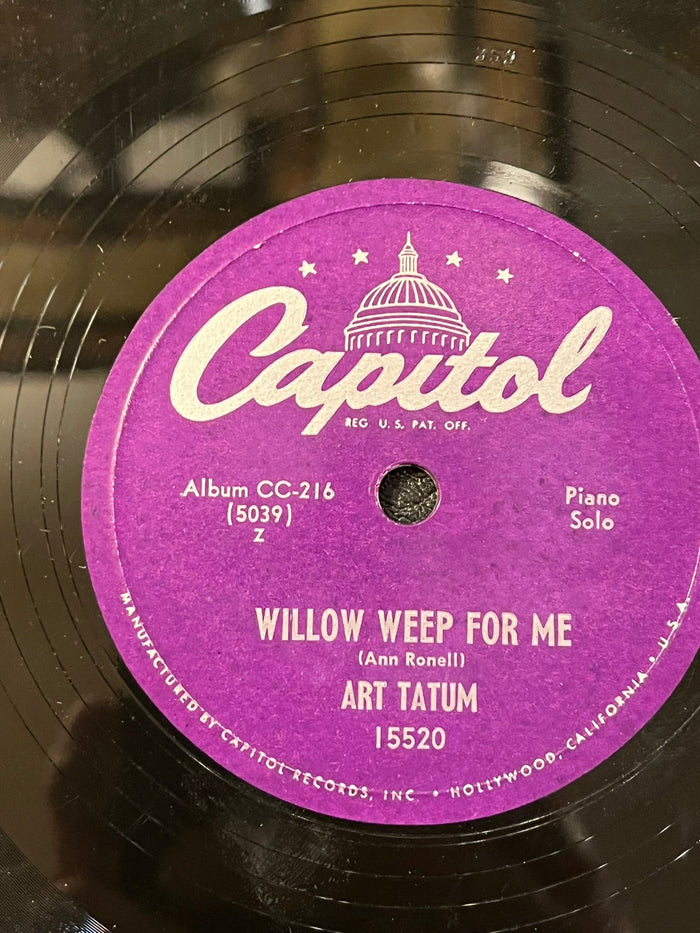 Capitol
REG. U.S. PAT. OFF.
Album CC-216
(5039)
Z
Piano
Solo
WILLOW WEEP FOR ME
(Ann Ronell)
ART TATUM
15520
MANUFACTURED BY CAPITOL RECORDS, INC. • HOLLYWOOD, CALIFORNIA • U.S.A.